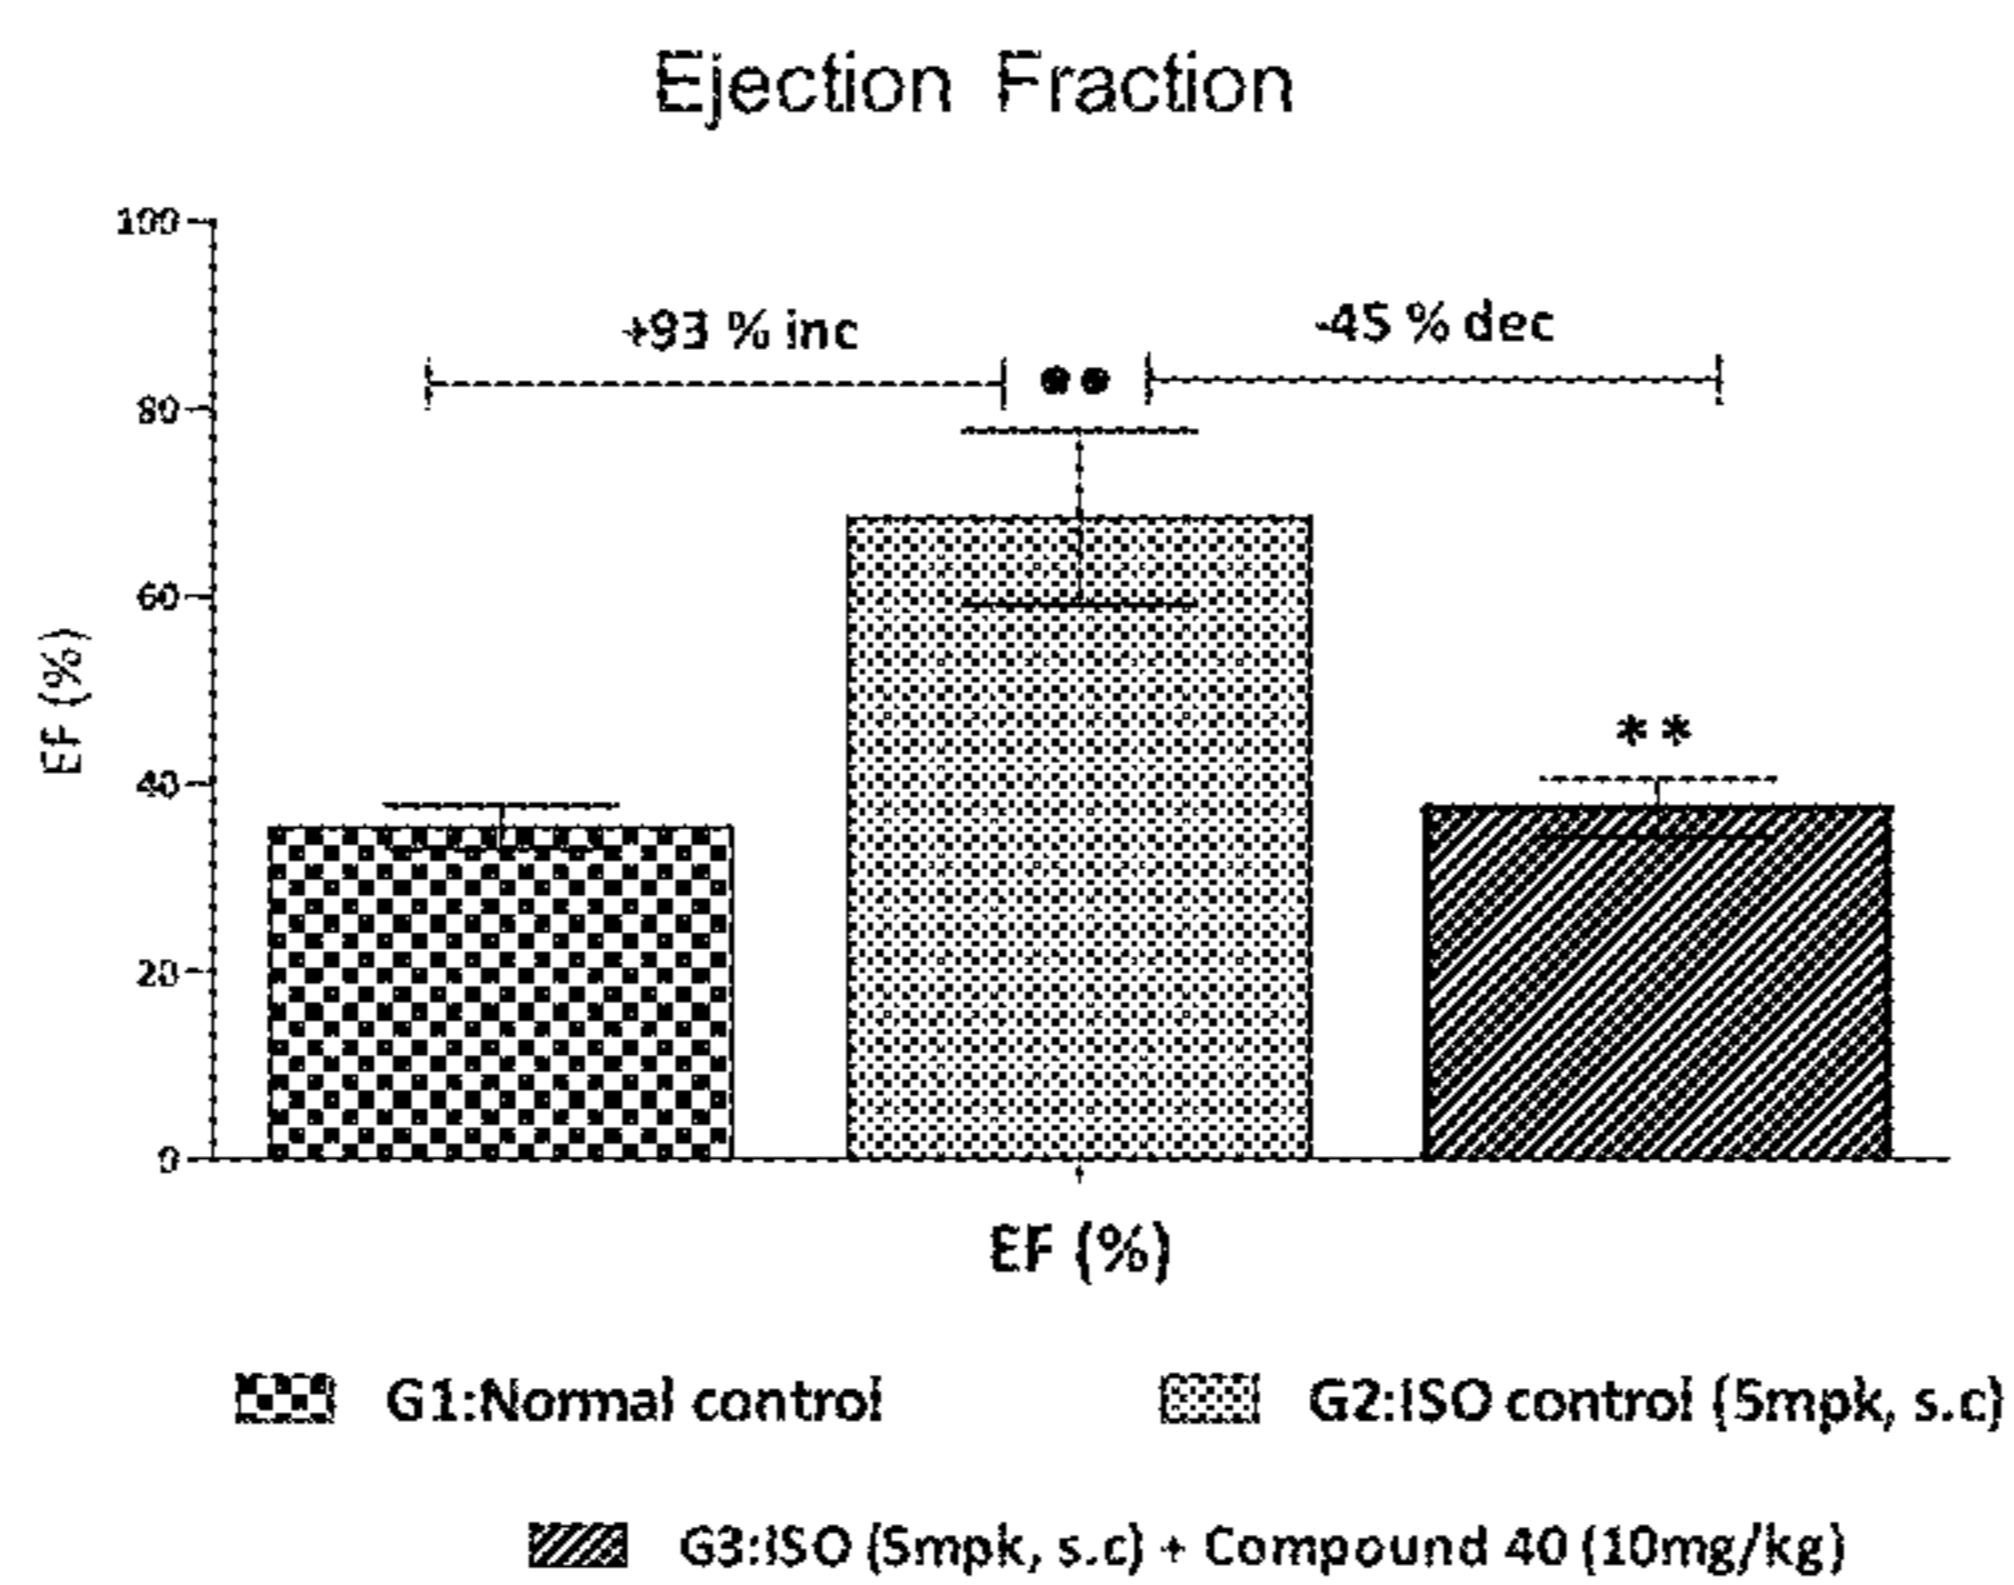 Ejection Fraction
100
+93 % inc
-45 % dec
80
60
EF (%)
**
40
20
0
EF (%)
G1:Normal control
G2:ISO control (5mpk, s.c)
G3:ISO (5mpk, s.c) + Compound 40 (10mg/kg)